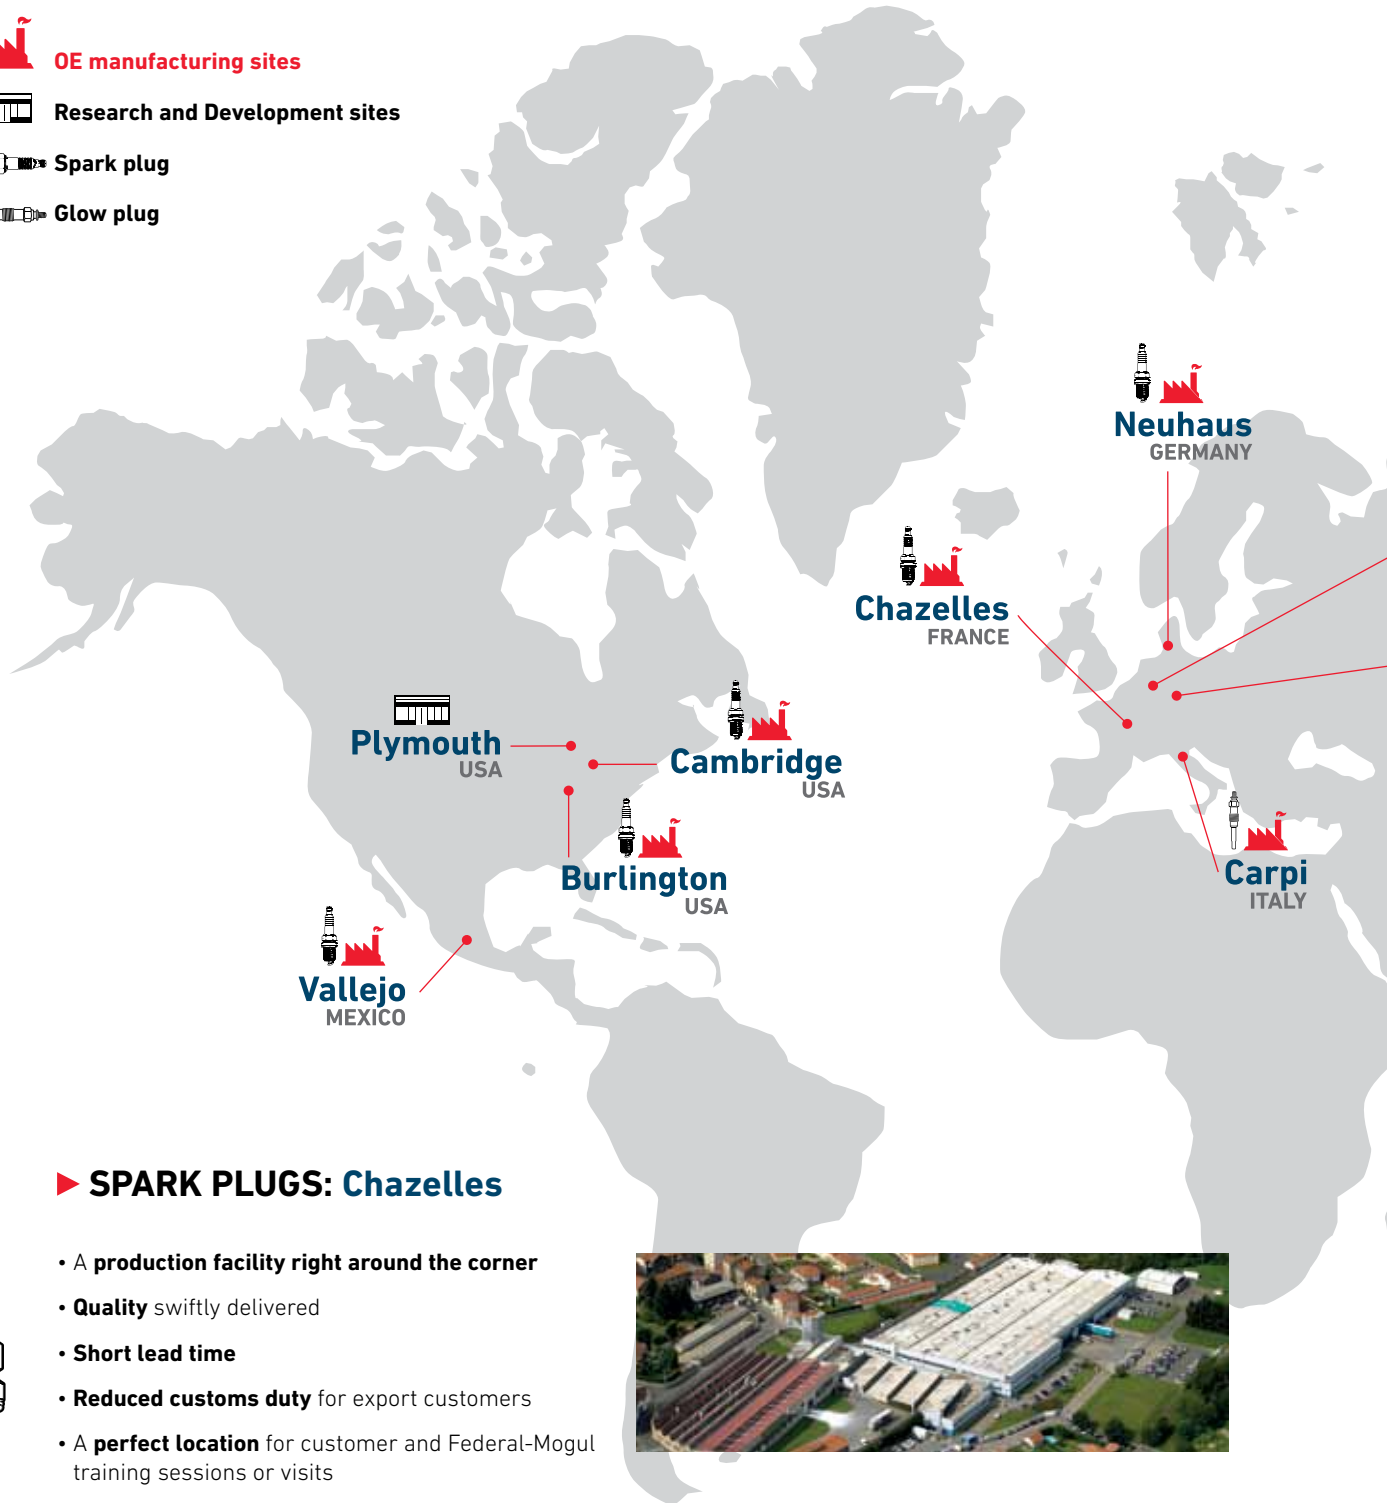 OE manufacturing sites
Research and Development sites
Spark plug
Glow plug
Neuhaus
GERMANY
Chazelles
FRANCE
Plymouth
USA
Cambridge
USA
Burlington
USA
Carpi
ITALY
Vallejo
MEXICO
SPARK PLUGS: Chazelles
• A production facility right around the corner
• Quality swiftly delivered
• Short lead time
• Reduced customs duty for export customers
• A perfect location for customer and Federal-Mogul
training sessions or visits